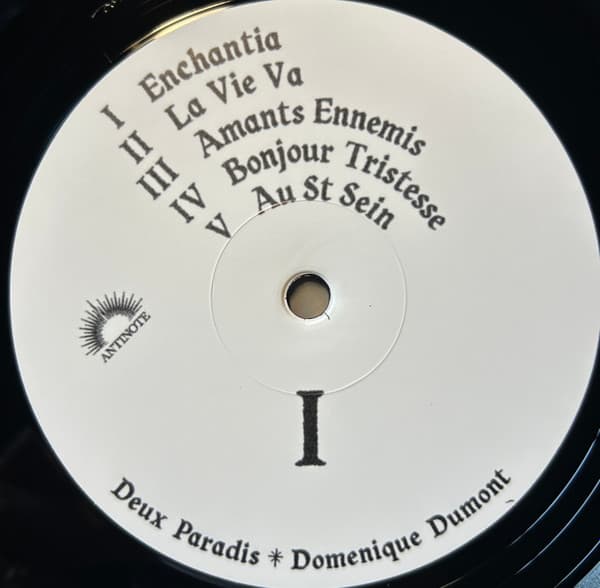 I Enchantia
II La Vie Va
III Amants Ennemis
IV Bonjour Tristesse
V Au St Sein
ANTINOTE
I
Deux Paradis * Domenique Dumont